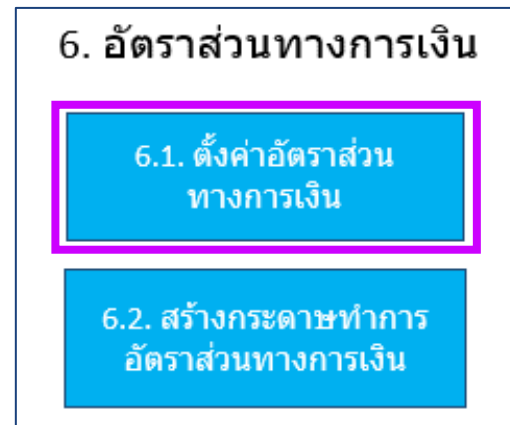 6. อัตราส่วนทางการเงิน
6.1. ตั้งค่าอัตราส่วน
ทางการเงิน
6.2. สร้างกระดาษทำการ
อัตราส่วนทางการเงิน